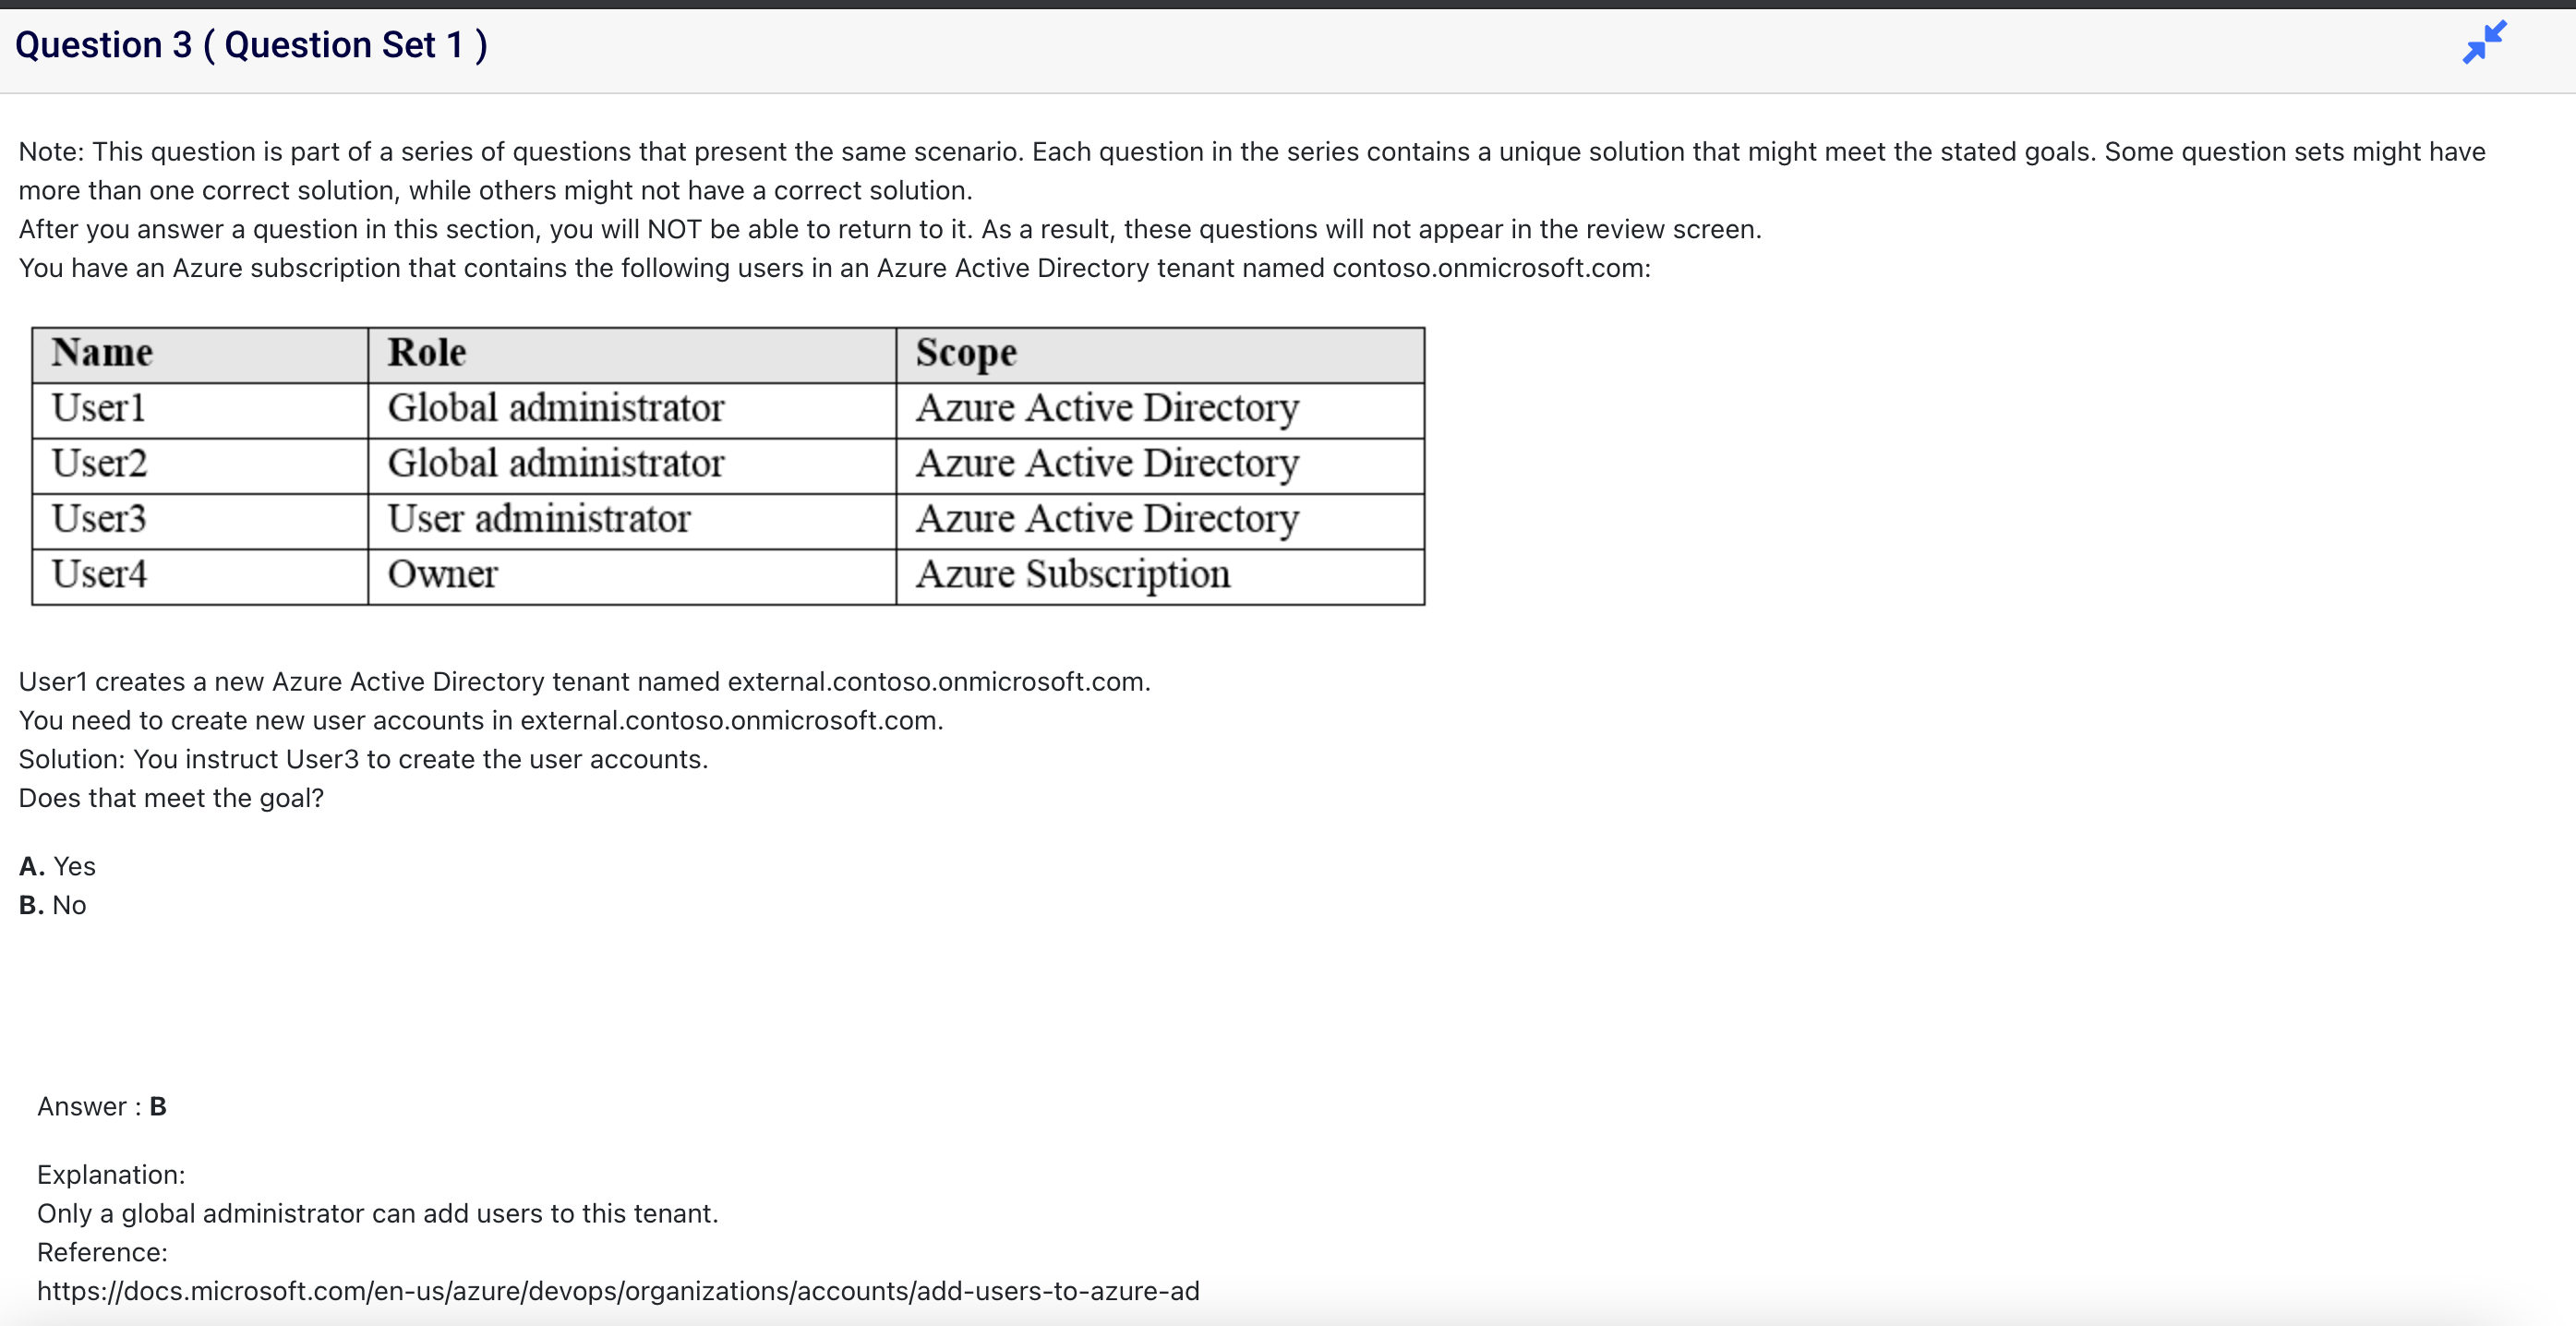 Question 3 ( Question Set 1 )
Note: This question is part of a series of questions that present the same scenario. Each question in the series contains a unique solution that might meet the stated goals. Some question sets might have
more than one correct solution, while others might not have a correct solution.
After you answer a question in this section, you will NOT be able to return to it. As a result, these questions will not appear in the review screen.
You have an Azure subscription that contains the following users in an Azure Active Directory tenant named contoso.onmicrosoft.com:
Name Role Scope
User1 Global administrator Azure Active Directory
User2 Global administrator Azure Active Directory
User3 User administrator Azure Active Directory
User4 Owner Azure Subscription
User1 creates a new Azure Active Directory tenant named external.contoso.onmicrosoft.com.
You need to create new user accounts in external.contoso.onmicrosoft.com.
Solution: You instruct User3 to create the user accounts.
Does that meet the goal?
A. Yes
B. No
Answer : B
Explanation:
Only a global administrator can add users to this tenant.
Reference:
https://docs.microsoft.com/en-us/azure/devops/organizations/accounts/add-users-to-azure-ad